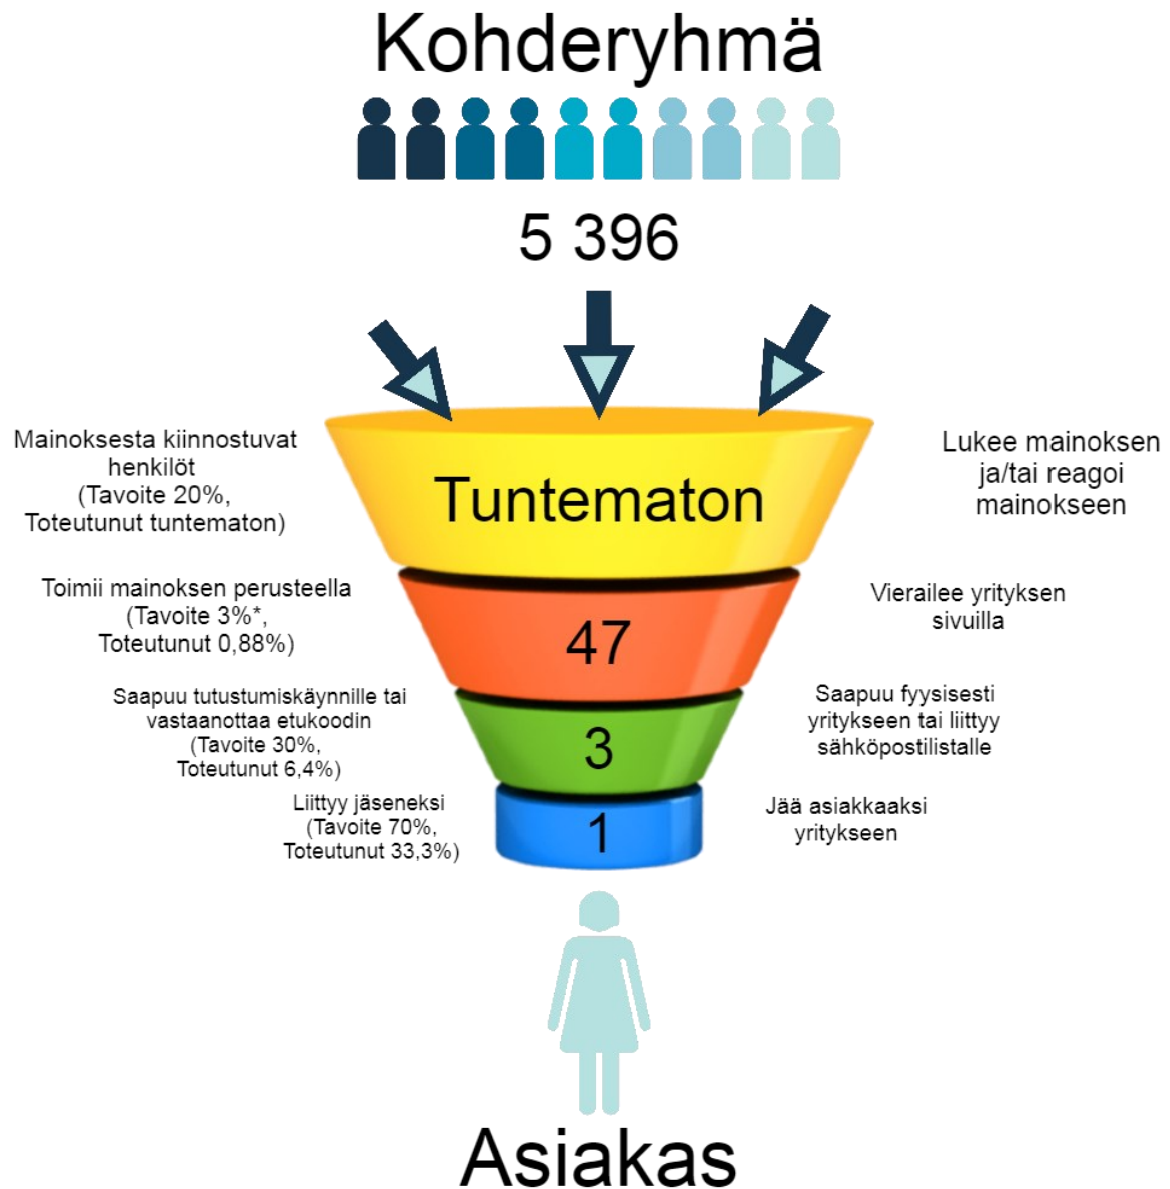 Kohderyhmä
5 396
Mainoksesta kiinnostuvat
henkilöt
(Tavoite 20%,
Toteutunut tuntematon)
Tuntematon
Lukee mainoksen
ja/tai reagoi
mainokseen
Toimii mainoksen perusteella
(Tavoite 3%*,
Toteutunut 0,88%)
47
Vierailee yrityksen
sivuilla
Saapuu tutustumiskäynnille tai
vastaanottaa etukoodin
(Tavoite 30%,
Toteutunut 6,4%)
3
Saapuu fyysisesti
yritykseen tai liittyy
sähköpostilistalle
Liittyy jäseneksi
(Tavoite 70%,
Toteutunut 33,3%)
1
Jää asiakkaaksi
yritykseen
Asiakas